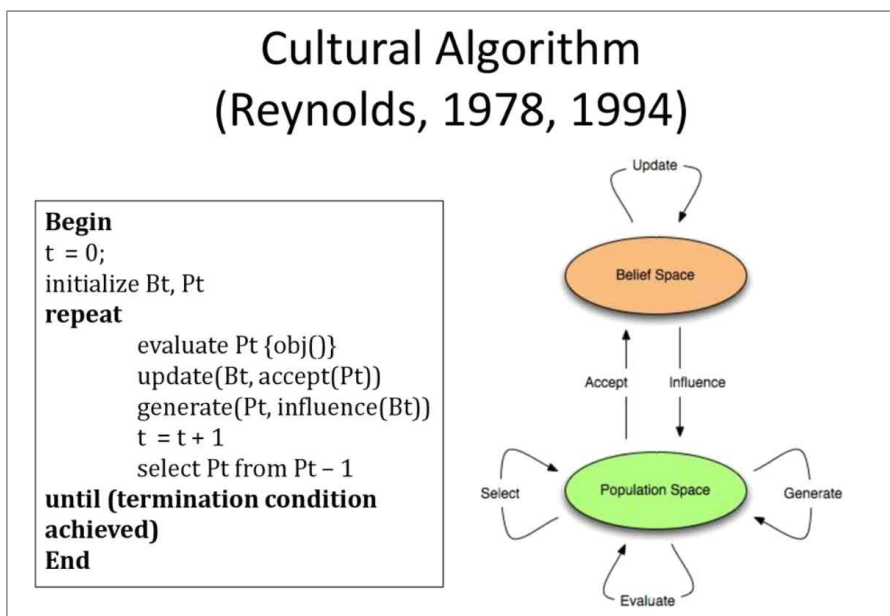 Cultural Algorithm
(Reynolds, 1978, 1994)
Begin
t = 0;
initialize Bt, Pt
repeat
evaluate Pt {obj()}
update(Bt, accept(Pt))
generate(Pt, influence(Bt))
t = t + 1
select Pt from Pt – 1
until (termination condition
achieved)
End
Update
Belief Space
Accept
Influence
Select
Population Space
Generate
Evaluate